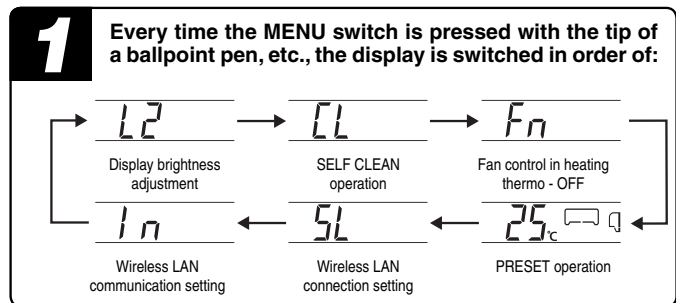 1
Every time the MENU switch is pressed with the tip of
a ballpoint pen, etc., the display is switched in order of:
L2
CL
Fn
Display brightness
adjustment
SELF CLEAN
operation
Fan control in heating
thermo - OFF
In
SL
25°C
Wireless LAN
communication setting
Wireless LAN
connection setting
PRESET operation